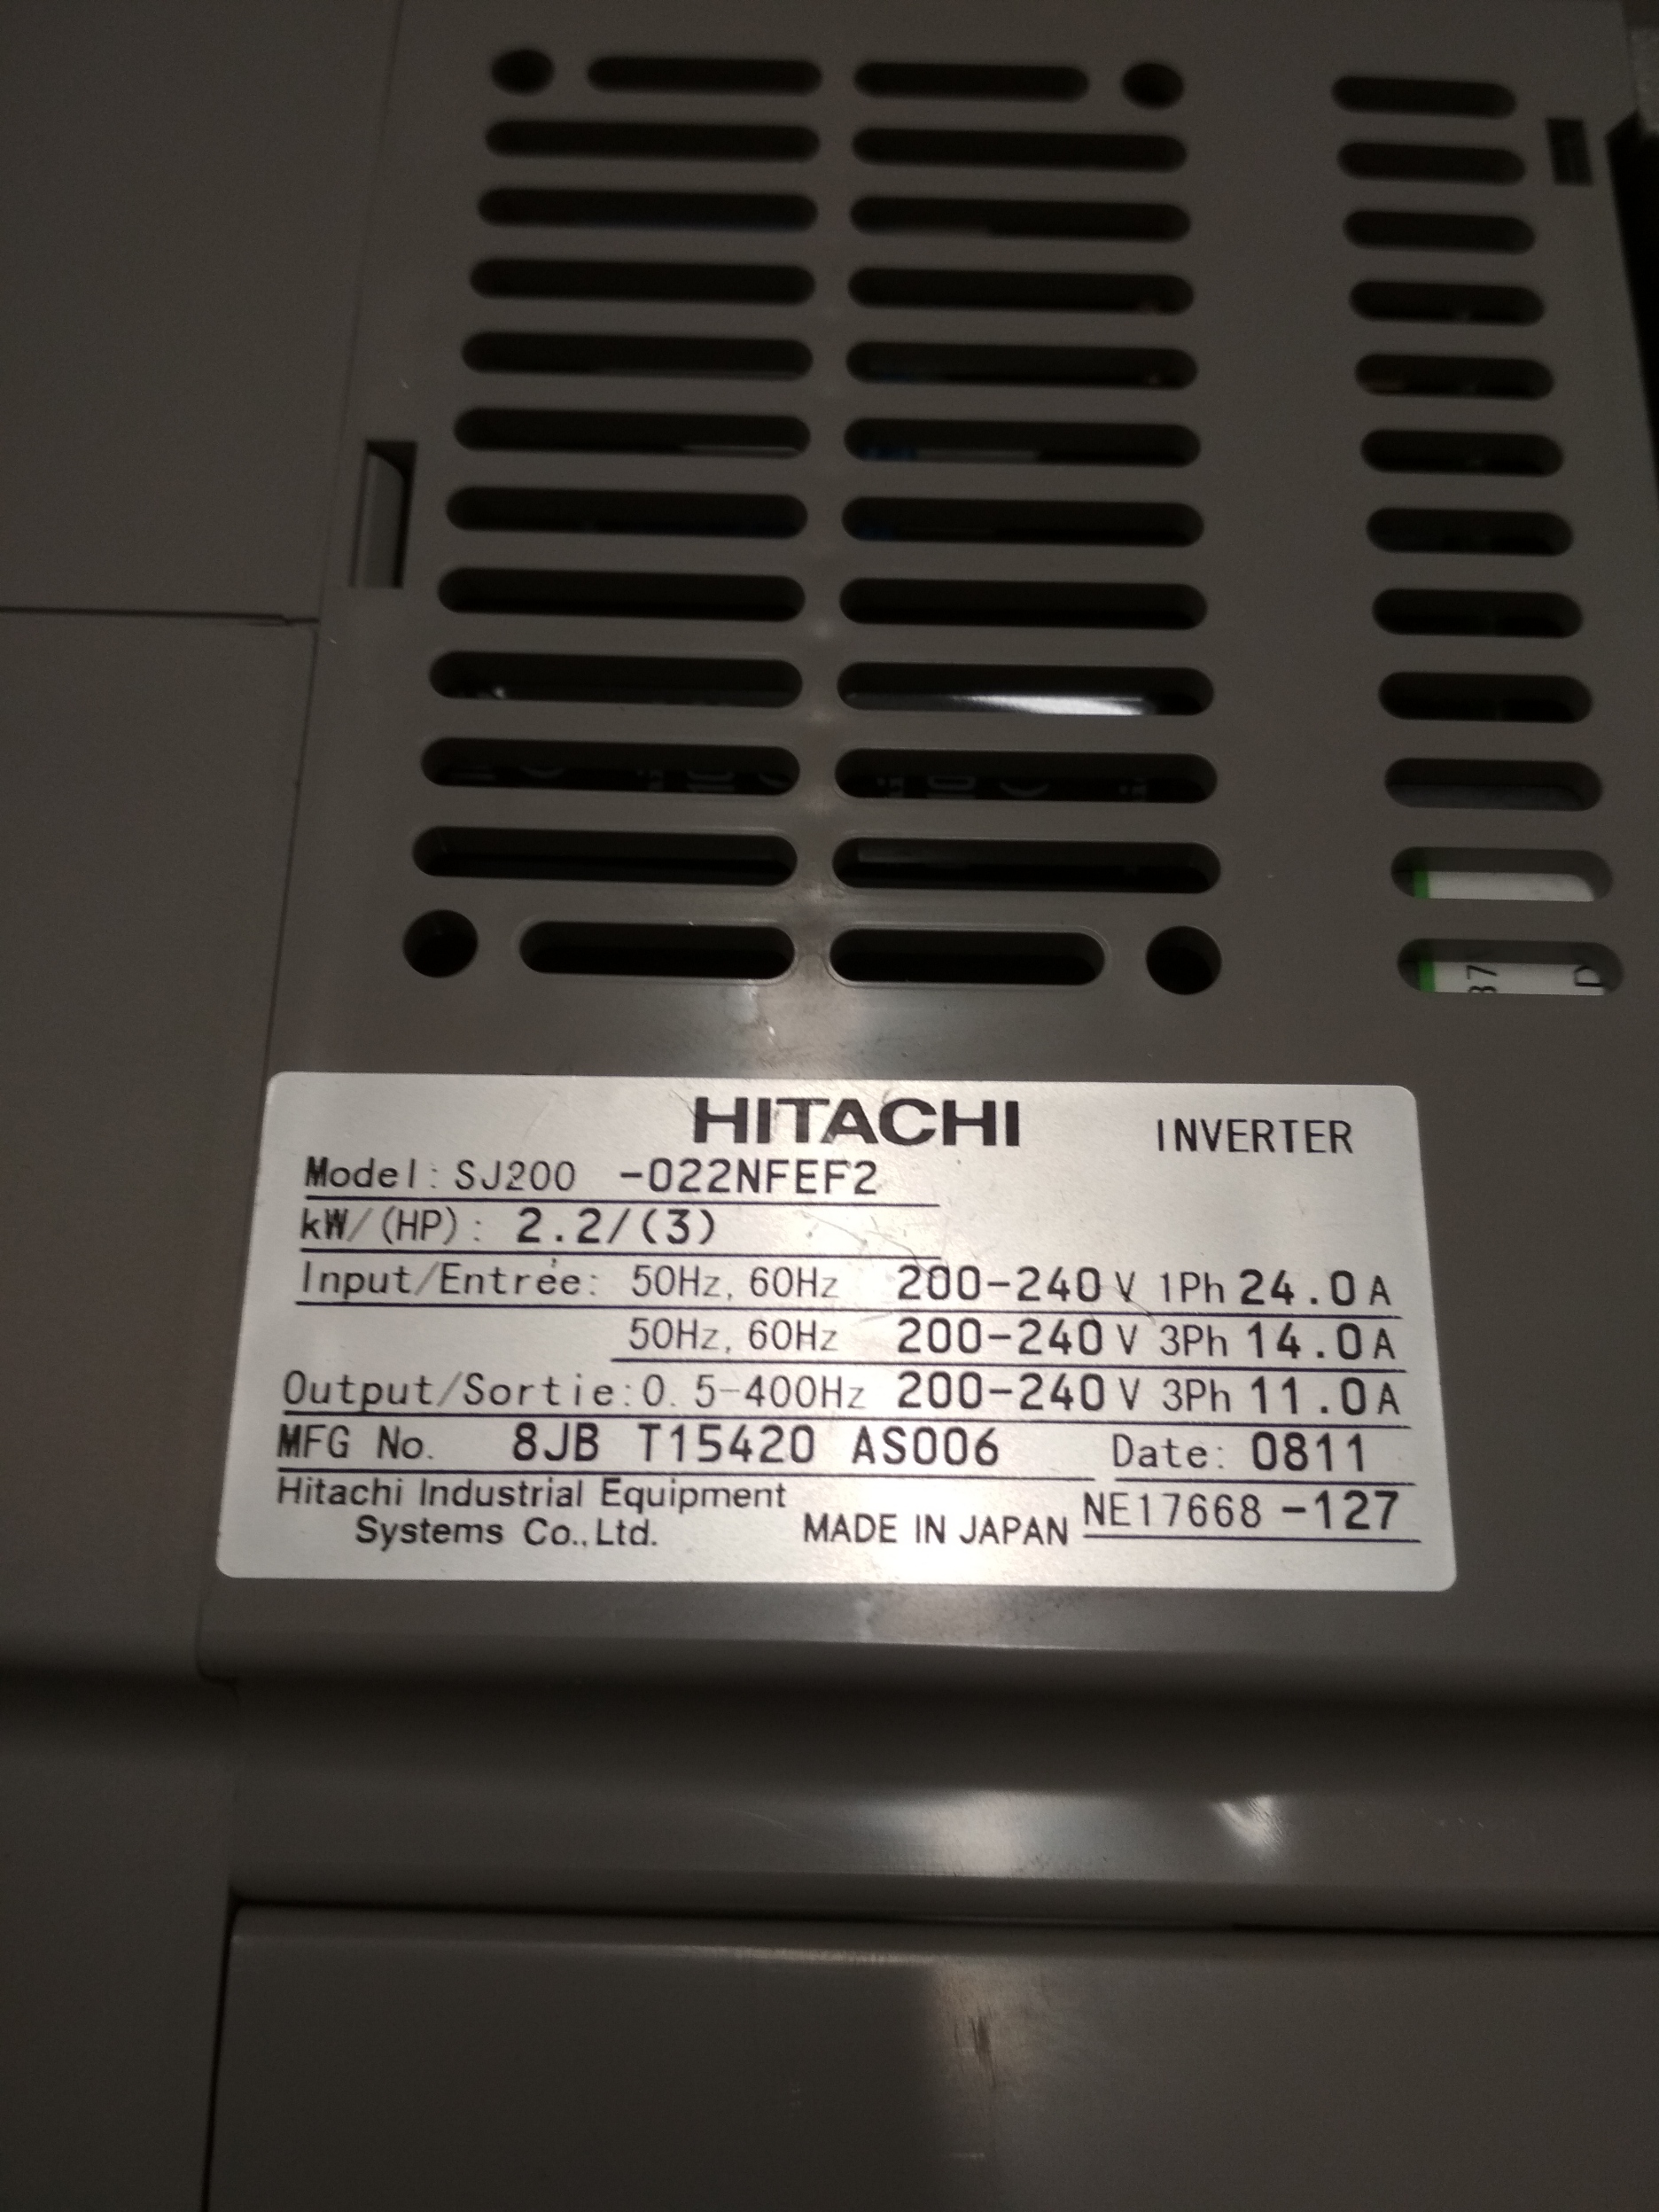 HITACHI INVERTER
Model: SJ200 -022NFEF2
kW/(HP): 2.2/(3)
Input/Entrée: 50Hz, 60Hz 200-240 V 1Ph 24.0 A
50Hz, 60Hz 200-240 V 3Ph 14.0 A
Output/Sortie: 0.5-400Hz 200-240 V 3Ph 11.0 A
MFG No. 8JB T15420 AS006 Date: 0811
Hitachi Industrial Equipment
Systems Co., Ltd. MADE IN JAPAN NE17668 -127